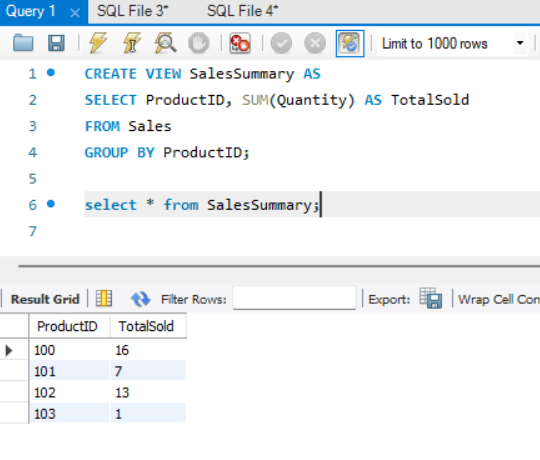 Query 1 SQL File 3* SQL File 4*
Limit to 1000 rows
1 CREATE VIEW SalesSummary AS
2 SELECT ProductID, SUM(Quantity) AS TotalSold
3 FROM Sales
4 GROUP BY ProductID;
5
6 select * from SalesSummary;
7
Result Grid Filter Rows: Export: Wrap Cell Con
ProductID TotalSold
100 16
101 7
102 13
103 1